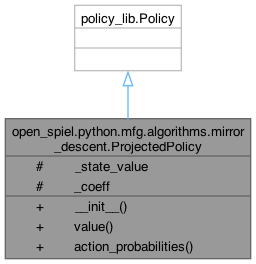 policy_lib.Policy
open_spiel.python.mfg.algorithms.mirror
_descent.ProjectedPolicy
# _state_value
# _coeff
+ __init__()
+ value()
+ action_probabilities()